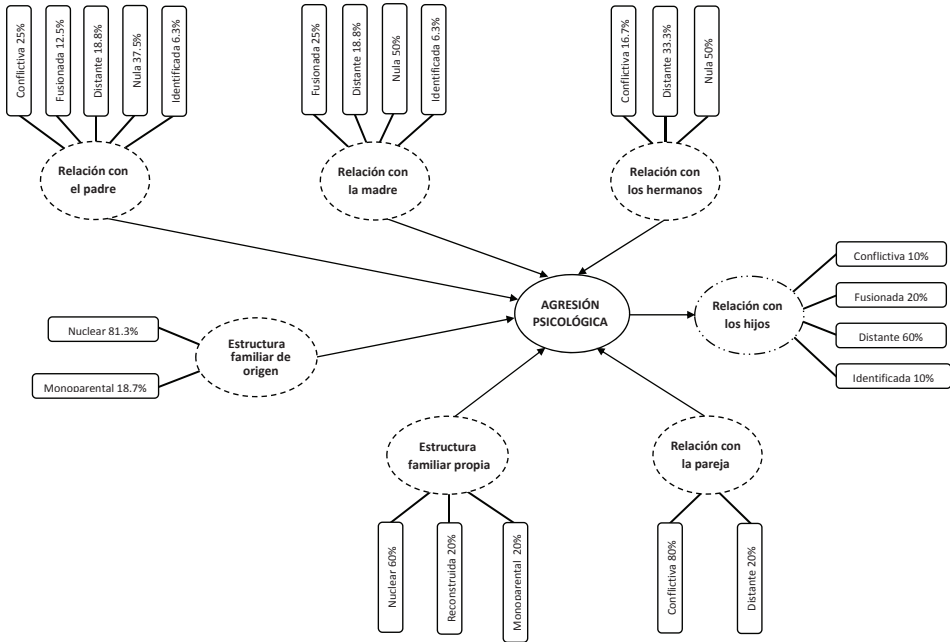 Conflictiva 25%
Fusionada 12.5%
Distante 18.8%
Nula 37.5%
Identificada 6.3%
Relación con
el padre
Fusionada 25%
Distante 18.8%
Nula 50%
Identificada 6.3%
Relación con
la madre
Conflictiva 16.7%
Distante 33.3%
Nula 50%
Relación con
los hermanos
Nuclear 81.3%
Monoparental 18.7%
Estructura
familiar de
origen
AGRESIÓN
PSICOLÓGICA
Relación con
los hijos
Conflictiva 10%
Fusionada 20%
Distante 60%
Identificada 10%
Estructura
familiar propia
Nuclear 60%
Reconstruida 20%
Monoparental 20%
Relación con
la pareja
Conflictiva 80%
Distante 20%